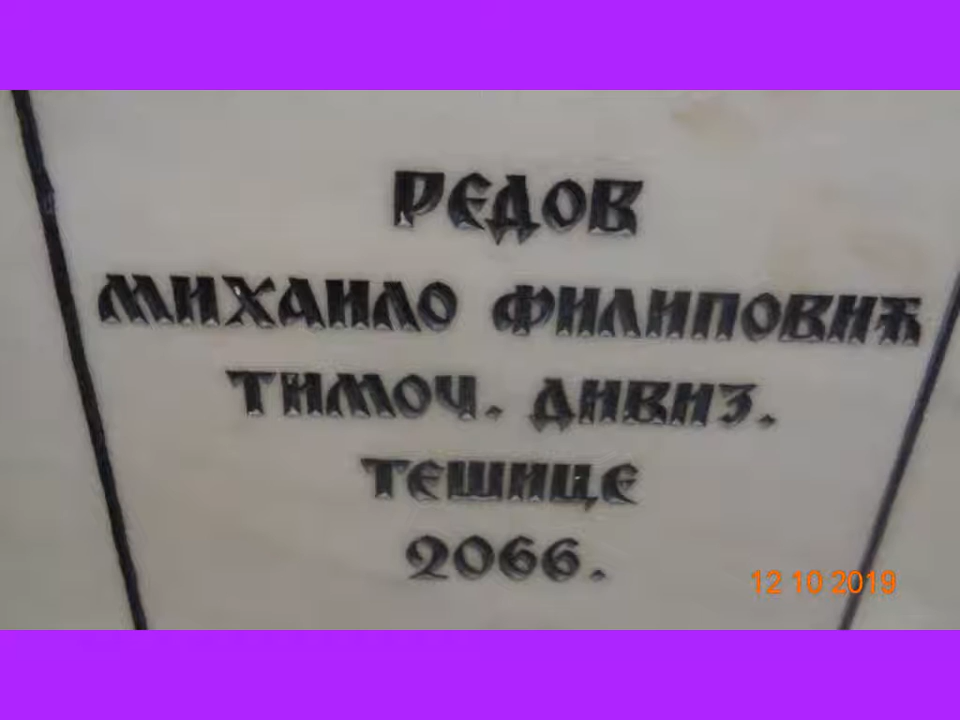 РЕДОВ
МИХАИЛО ФИЛИПОВИЋ
ТИМОЧ. ДИВИЗ.
ТЕШИЦЕ
2066.
12 10 2019